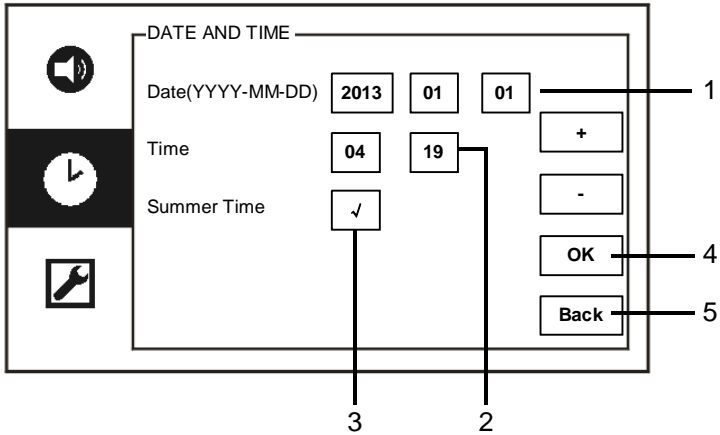 DATE AND TIME
Date(YYYY-MM-DD) 2013 01 01 1
+
Time 04 19
-
Summer Time √
OK 4
Back 5
3 2